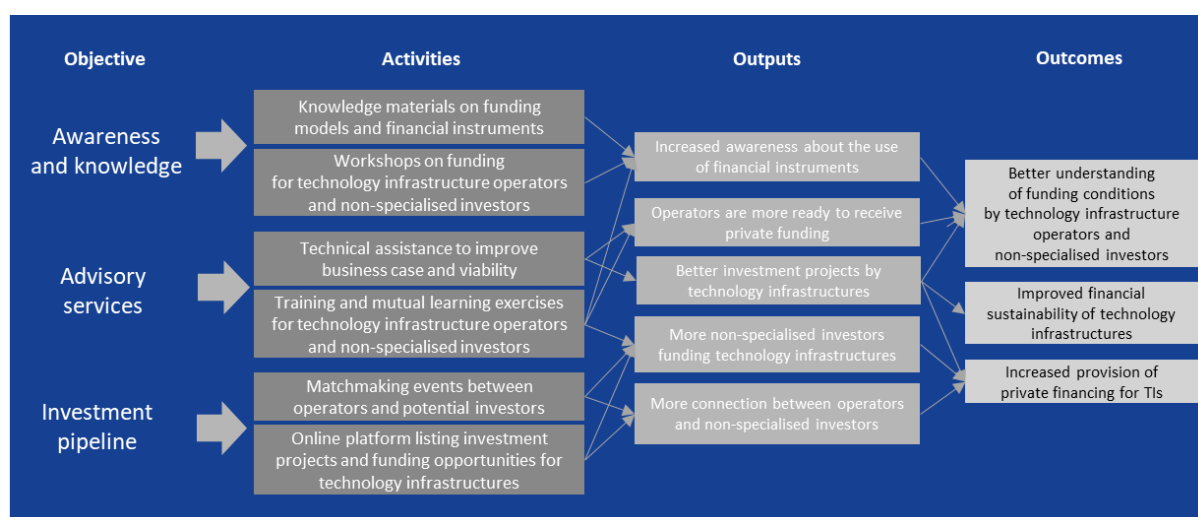 Objective
Activities
Outputs
Outcomes
Awareness
and knowledge
Knowledge materials on funding
models and financial instruments
Workshops on funding
for technology infrastructure operators
and non-specialised investors
Advisory
services
Technical assistance to improve
business case and viability
Training and mutual learning exercises
for technology infrastructure operators
and non-specialised investors
Investment
pipeline
Matchmaking events between
operators and potential investors
Online platform listing investment
projects and funding opportunities for
technology infrastructures
Increased awareness about the use
of financial instruments
Operators are more ready to receive
private funding
Better investment projects by
technology infrastructures
More non-specialised investors
funding technology infrastructures
More connection between operators
and non-specialised investors
Better understanding
of funding conditions
by technology infrastructure
operators and
non-specialised investors
Improved financial
sustainability of technology
infrastructures
Increased provision of
private financing for TIs